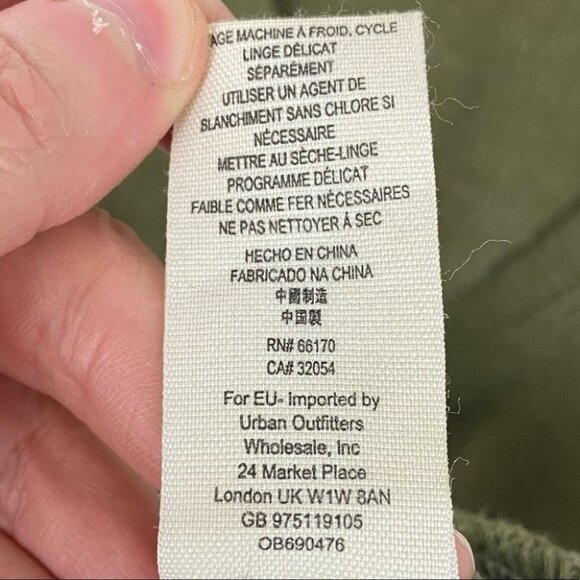 AGE MACHINE À FROID, CYCLE
LINGE DÉLICAT
SÉPARÉMENT
UTILISER UN AGENT DE
BLANCHIMENT SANS CHLORE SI
NÉCESSAIRE
METTRE AU SÈCHE-LINGE
PROGRAMME DÉLICAT
FAIBLE COMME FER NÉCESSAIRES
NE PAS NETTOYER Á SEC
HECHO EN CHINA
FABRICADO NA CHINA
中國制造
中国製
RN# 66170
CA# 32054
For EU- Imported by
Urban Outfitters
Wholesale, Inc
24 Market Place
London UK W1W 8AN
GB 975119105
OB690476